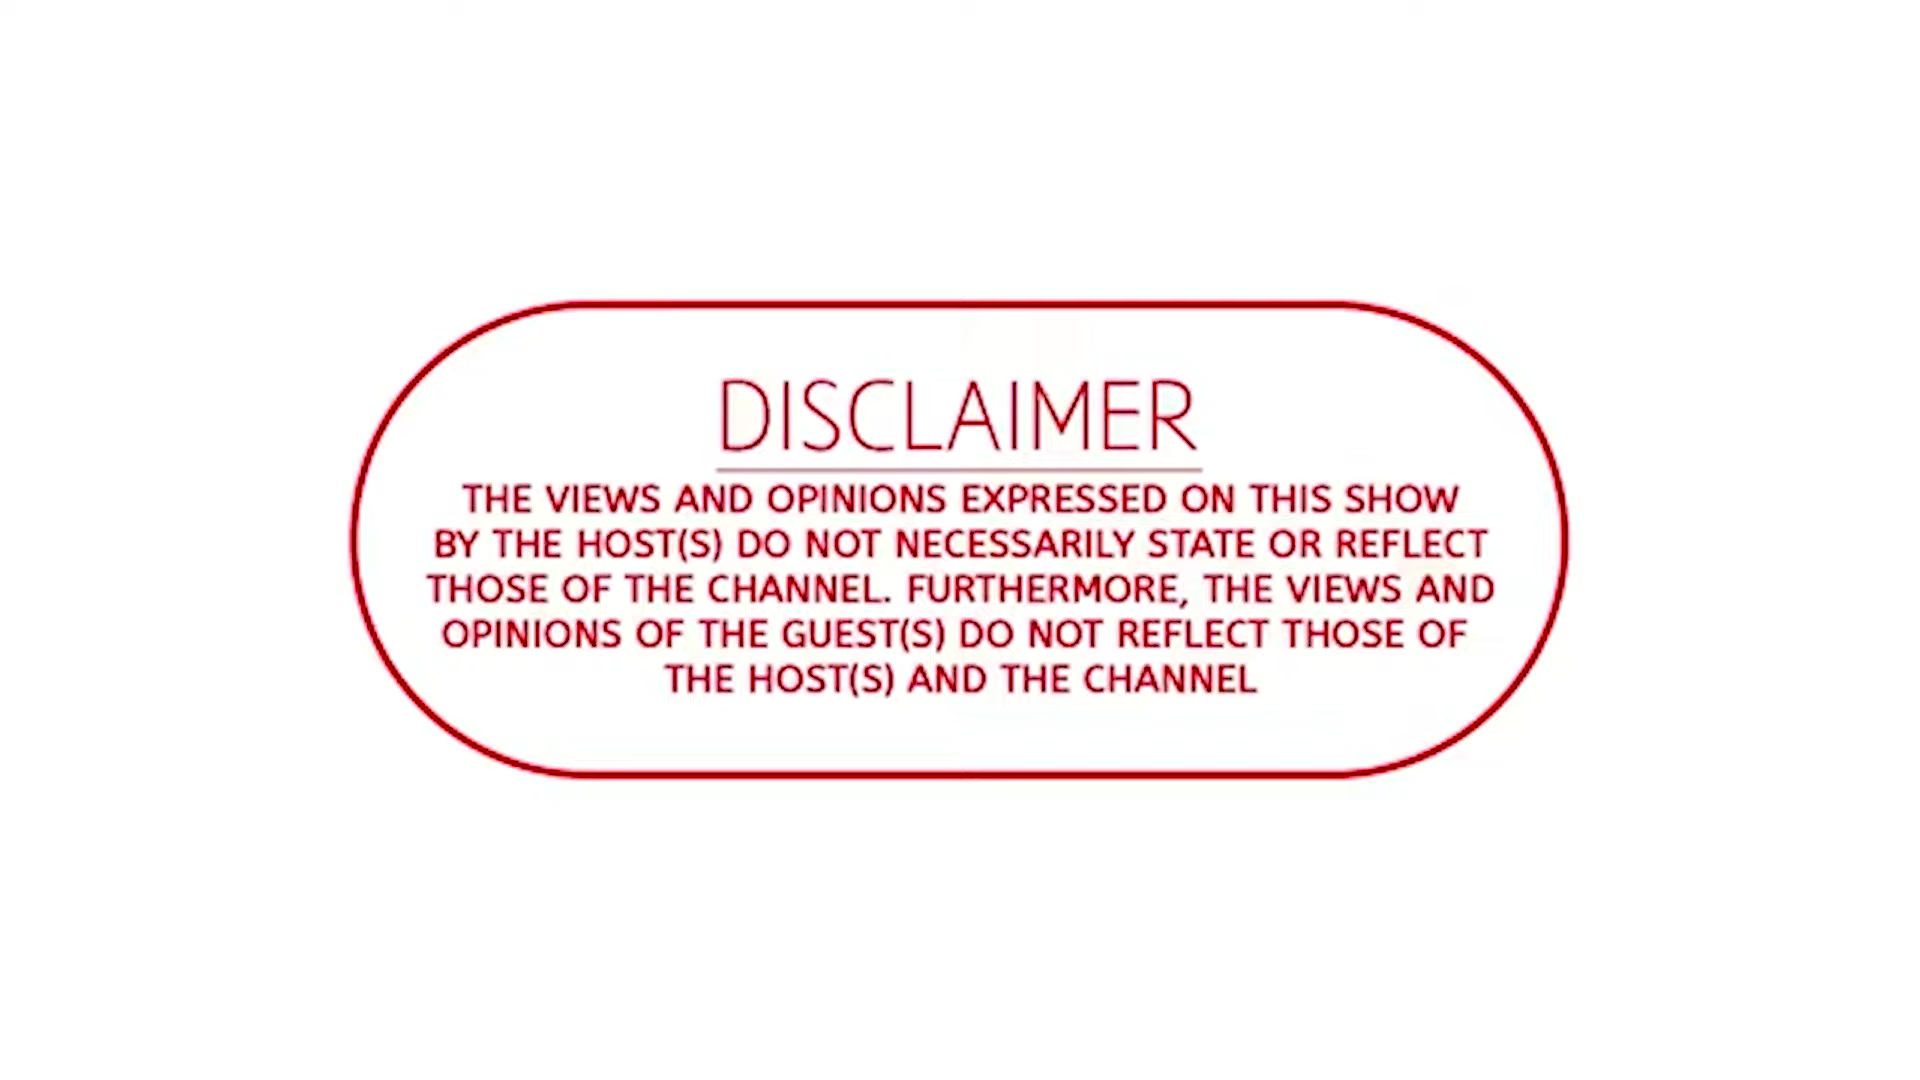 DISCLAIMER
THE VIEWS AND OPINIONS EXPRESSED ON THIS SHOW
BY THE HOST(S) DO NOT NECESSARILY STATE OR REFLECT
THOSE OF THE CHANNEL. FURTHERMORE, THE VIEWS AND
OPINIONS OF THE GUEST(S) DO NOT REFLECT THOSE OF
THE HOST(S) AND THE CHANNEL